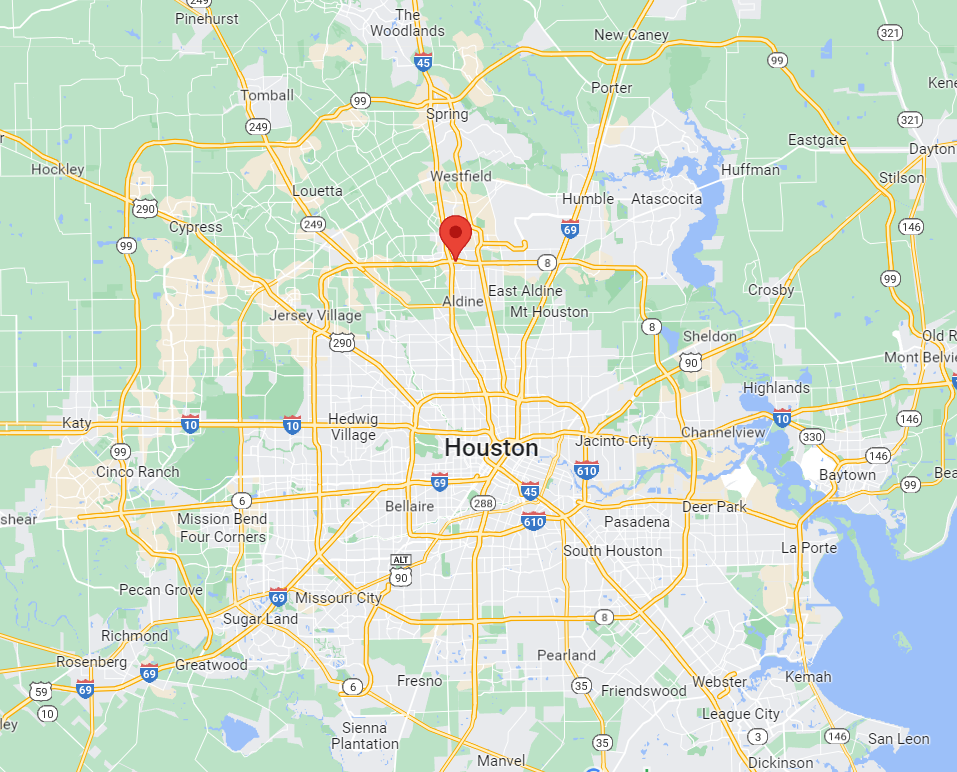 249
Pinehurst
The
Woodlands
New Caney
321
45
99
Kene
Porter
Tomball
99
Spring
249
321
Eastgate
Dayton
Hockley
Westfield
Huffman
Stilson
Louetta
Humble
Atascocita
290
249
Cypress
69
146
99
8
99
East Aldine
Crosby
Aldine
Mt Houston
Jersey Village
8
Sheldon
Old R
290
90
Mont Belvie
Highlands
Katy
10
10
Hedwig
Village
10
146
Channelview
330
Houston
Jacinto City
99
146
Cinco Ranch
610
Baytown
Bea
69
45
99
6
288
Bellaire
Deer Park
shear
Mission Bend
610
Pasadena
Four Corners
La Porte
South Houston
ALT
90
Pecan Grove
69
Missouri City
Sugar Land
8
Richmond
Pearland
Rosenberg
Greatwood
69
Kemah
Fresno
Webster
59
69
6
35
Friendswood
10
League City
ley
Sienna
Plantation
35
3
146
San Leon
Manvel
Dickinson